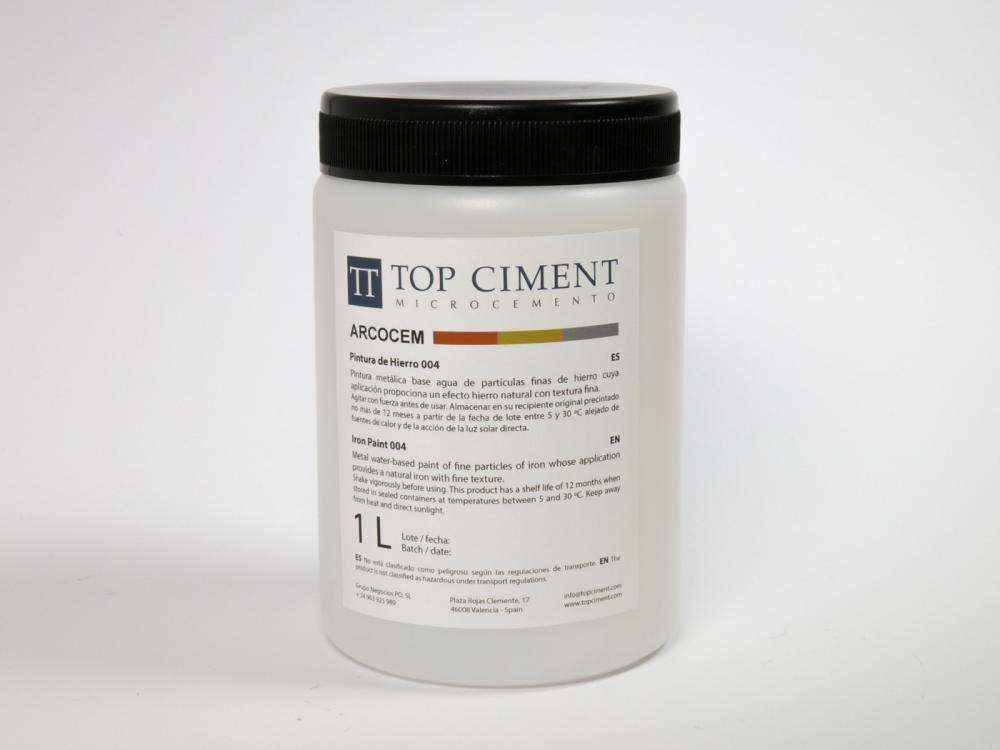 TT TOP CIMENT
MICROCEMENTO
ARCOCEM
Pintura de Hierro 004 ES
Pintura metálica base agua de partículas finas de hierro cuya
aplicación propociona un efecto hierro natural con textura fina.
Agitar con fuerza antes de usar. Almacenar en su recipiente original precintado
no más de 12 meses a partir de la fecha de lote entre 5 y 30 ºC alejado de
fuentes de calor y de la acción de la luz solar directa.
Iron Paint 004 EN
Metal water-based paint of fine particles of iron whose application
provides a natural iron with fine texture.
Shake vigorously before using. This product has a shelf life of 12 months when
stored in sealed containers at temperatures between 5 and 30 ºC. Keep away
from heat and direct sunlight.
1 L Lote / fecha:
Batch / date:
ES No está clasificado como peligrosu según las regulaciones de transporte. EN The
product is not classified as hazardous under transport regulations.
Grupo Negocios PO, SL Plaza Rojas Clemente, 17 info@topciment.com
+34 963 925 989 46008 Valencia - Spain www.topciment.com